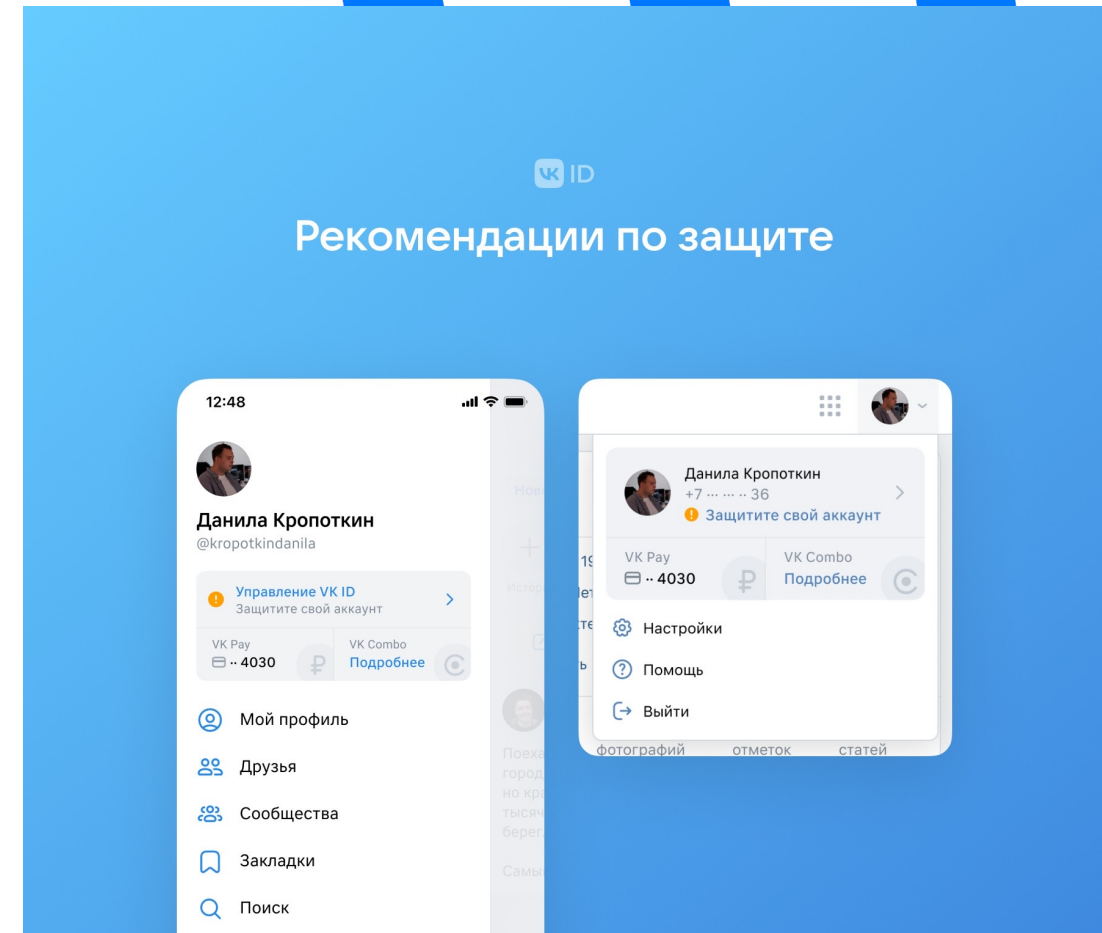 VK ID
Рекомендации по защите
12:48
Данила Кропоткин
@kropotkindanila
Управление VK ID
Защитите свой аккаунт
VK Pay
·· 4030
VK Combo
Подробнее
Мой профиль
Друзья
Сообщества
Закладки
Поиск
Данила Кропоткин
+7 ··· ··· ·· 36
Защитите свой аккаунт
VK Pay
·· 4030
VK Combo
Подробнее
Настройки
Помощь
Выйти
фотографий отметок статей